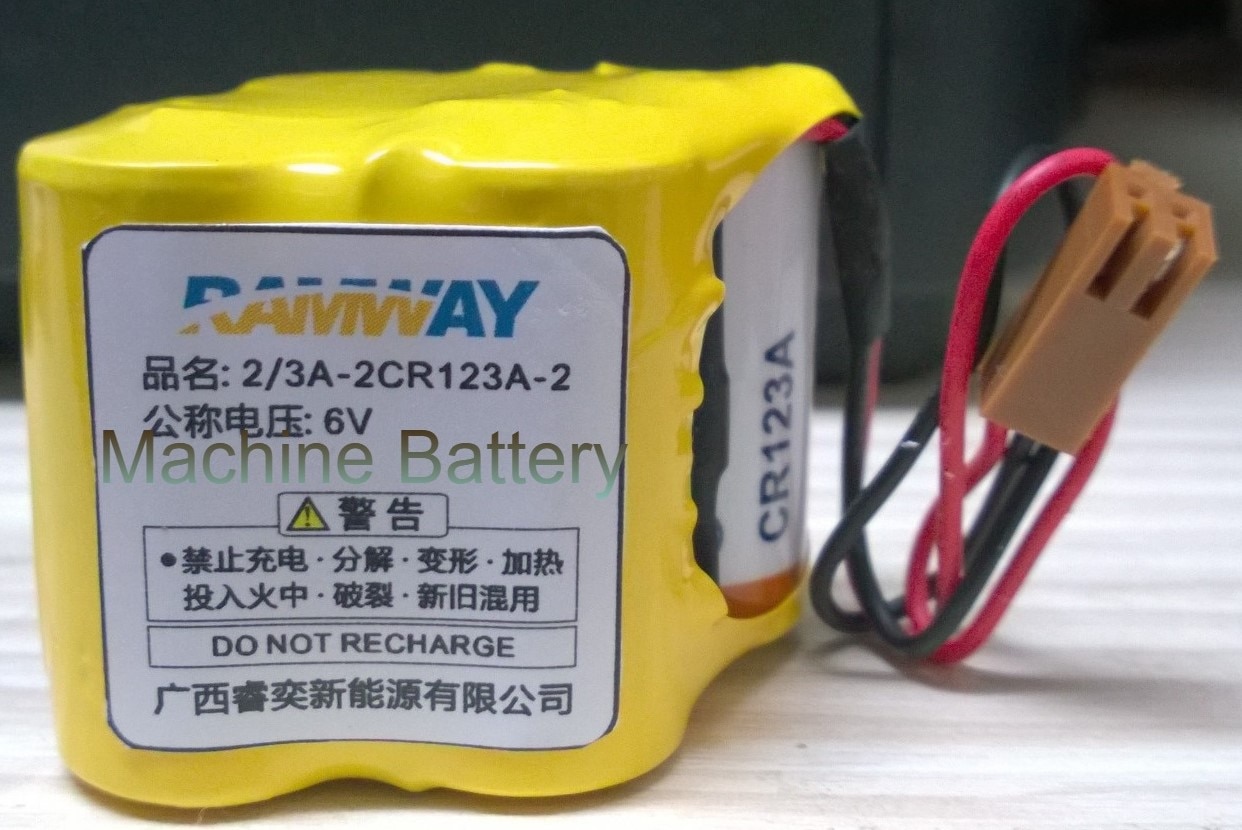 RAMWAY
品名: 2/3A-2CR123A-2
公称电压: 6V
Machine Battery
警告
●禁止充电·分解·变形·加热
投入火中·破裂·新旧混用
DO NOT RECHARGE
广西睿奕新能源有限公司
CR123A